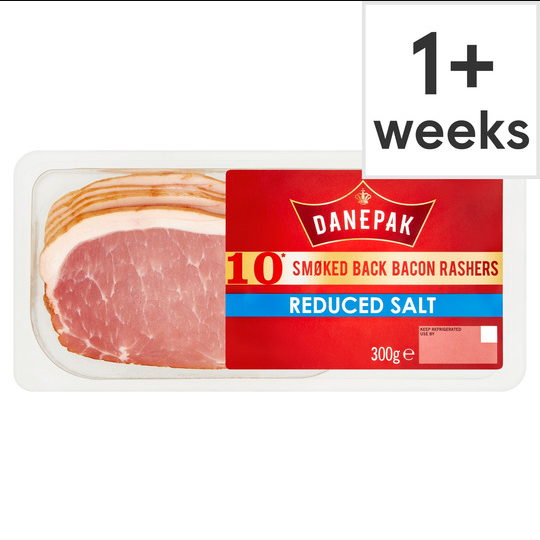 1+
weeks
DANEPAK
10* SMØKED BACK BACON RASHERS
REDUCED SALT
KEEP REFRIGERATED
USE BY
300g ℮